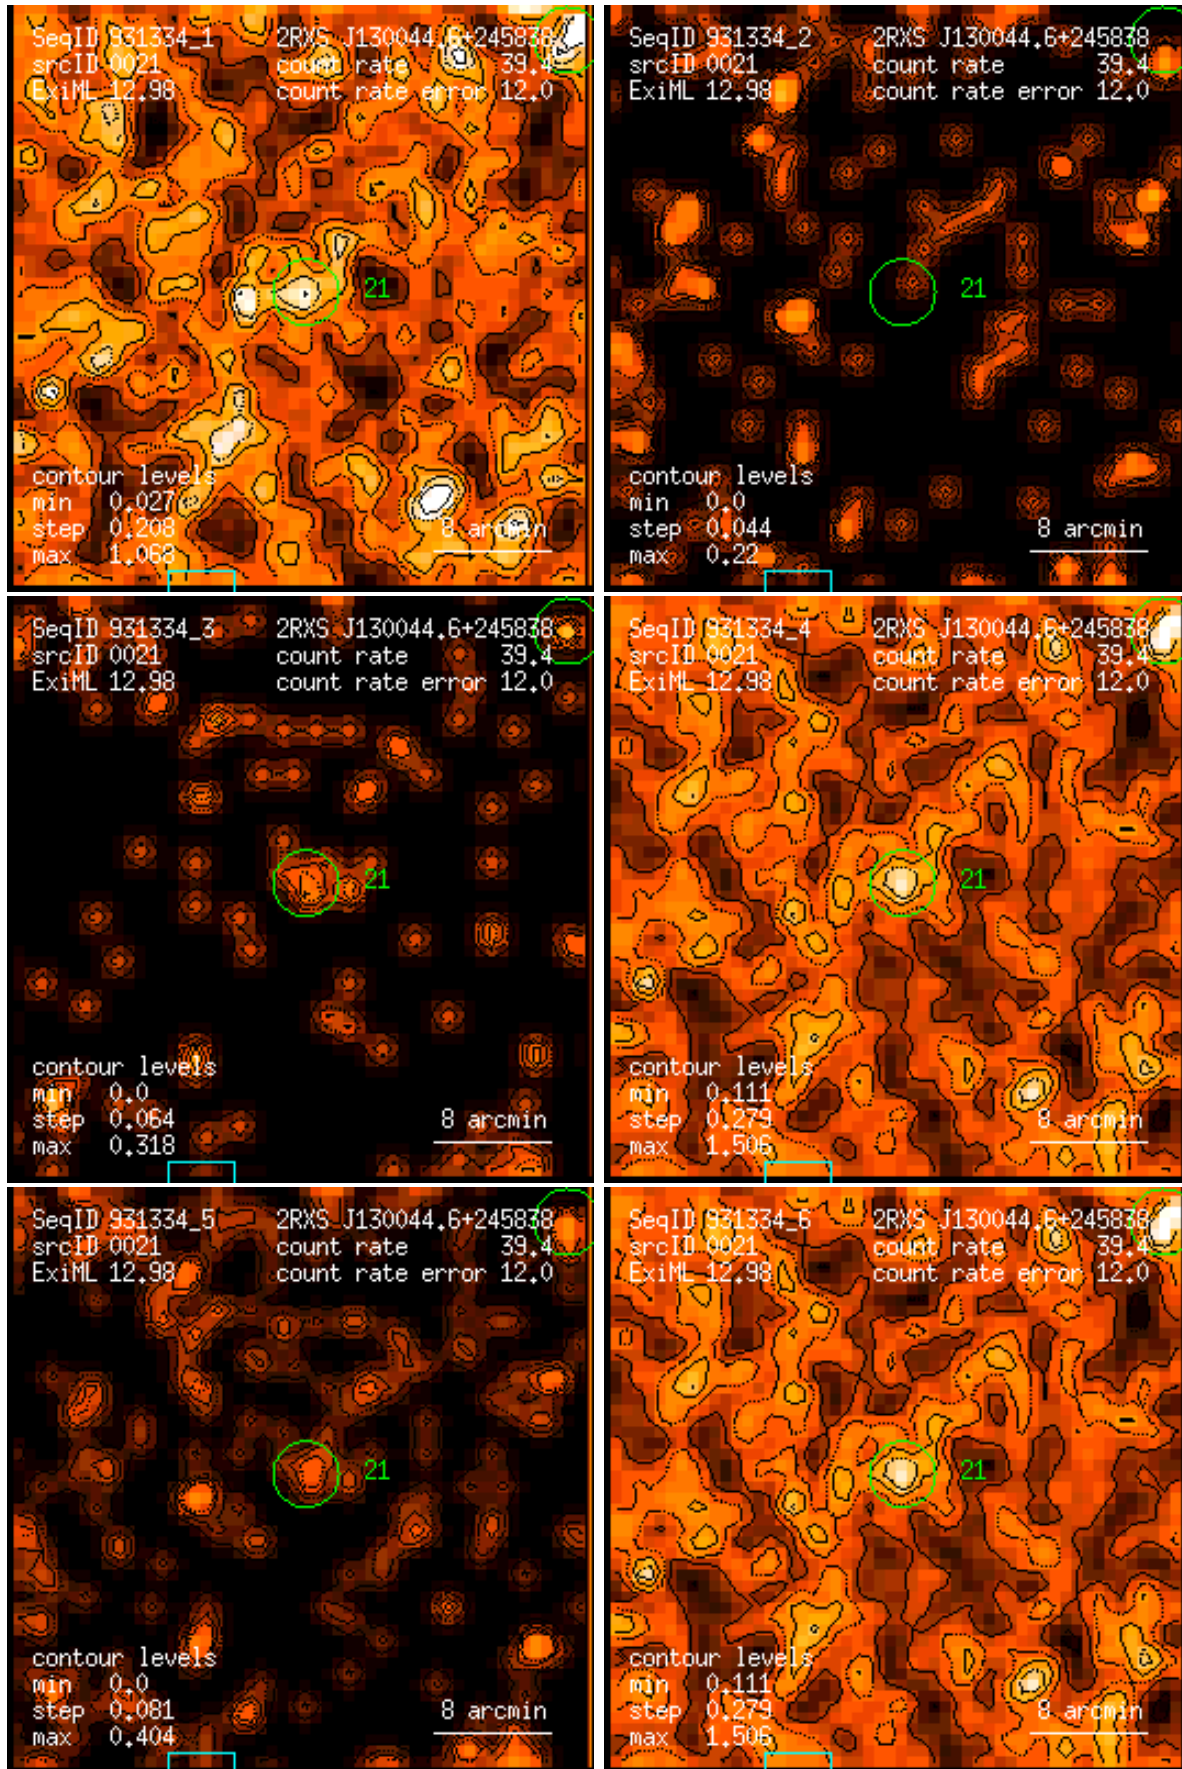 SeqID 931334_1 2RXS J130044.6+245838
srcID 0021 count rate 39.4
ExiML 12.98 count rate error 12.0
21
contour levels
min 0.027
step 0.208
max 1.068
8 arcmin
SeqID 931334_2 2RXS J130044.6+245838
srcID 0021 count rate 39.4
ExiML 12.98 count rate error 12.0
21
contour levels
min 0.0
step 0.044
max 0.22
8 arcmin
SeqID 931334_3 2RXS J130044.6+245838
srcID 0021 count rate 39.4
ExiML 12.98 count rate error 12.0
21
contour levels
min 0.0
step 0.064
max 0.318
8 arcmin
SeqID 931334_4 2RXS J130044.6+245838
srcID 0021 count rate 39.4
ExiML 12.98 count rate error 12.0
21
contour levels
min 0.111
step 0.279
max 1.506
8 arcmin
SeqID 931334_5 2RXS J130044.6+245838
srcID 0021 count rate 39.4
ExiML 12.98 count rate error 12.0
21
contour levels
min 0.0
step 0.081
max 0.404
8 arcmin
SeqID 931334_6 2RXS J130044.6+245838
srcID 0021 count rate 39.4
ExiML 12.98 count rate error 12.0
21
contour levels
min 0.111
step 0.279
max 1.506
8 arcmin